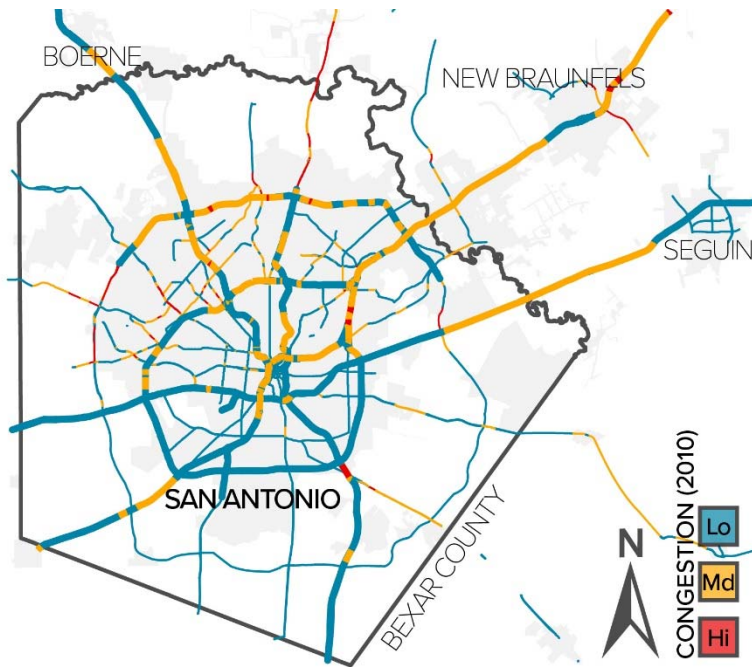 BOERNE
NEW BRAUNFELS
SEGUIN
SAN ANTONIO
BEXAR COUNTY
N
CONGESTION (2010)
Lo
Md
Hi